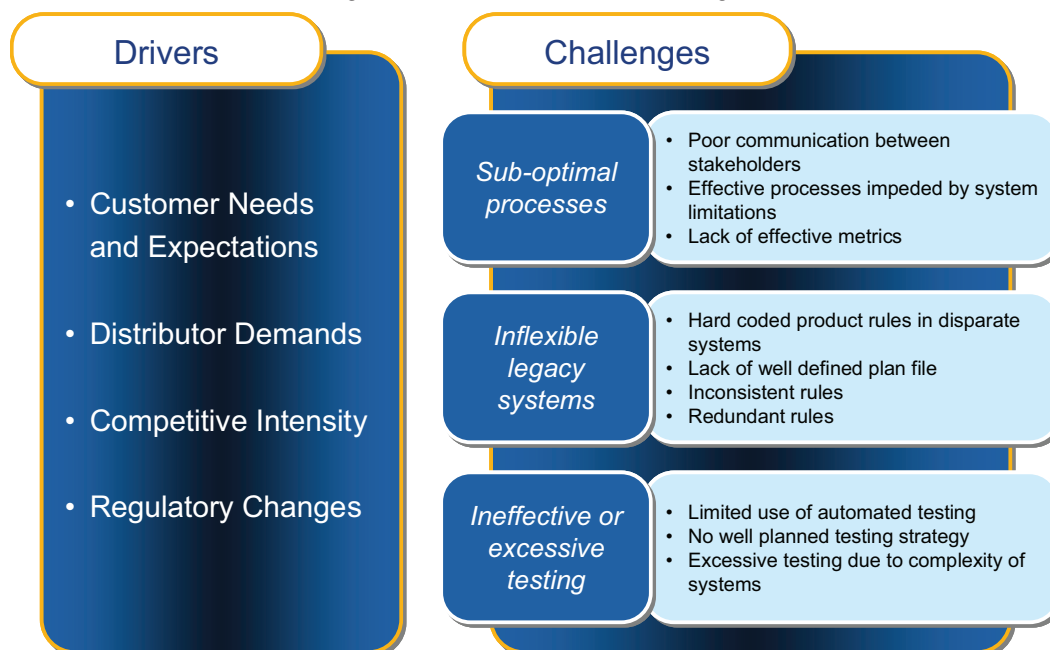 Drivers
• Customer Needs
and Expectations
• Distributor Demands
• Competitive Intensity
• Regulatory Changes
Challenges
Sub-optimal
processes
• Poor communication between
stakeholders
• Effective processes impeded by system
limitations
• Lack of effective metrics
Inflexible
legacy
systems
• Hard coded product rules in disparate
systems
• Lack of well defined plan file
• Inconsistent rules
• Redundant rules
Ineffective or
excessive
testing
• Limited use of automated testing
• No well planned testing strategy
• Excessive testing due to complexity of
systems